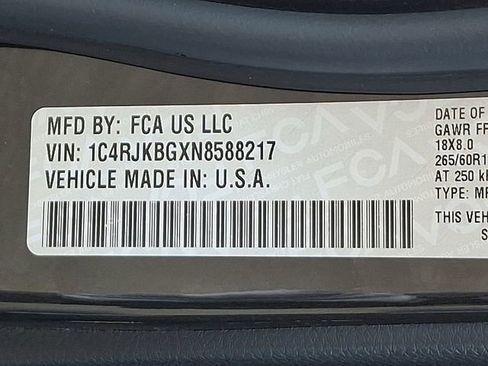 MFD BY: FCA US LLC
VIN: 1C4RJKBGXN8588217
VEHICLE MADE IN: U.S.A.
DATE OF
GAWR FR
18X8.0
265/60R1
AT 250 k
TYPE: MP
THIS VEH
S